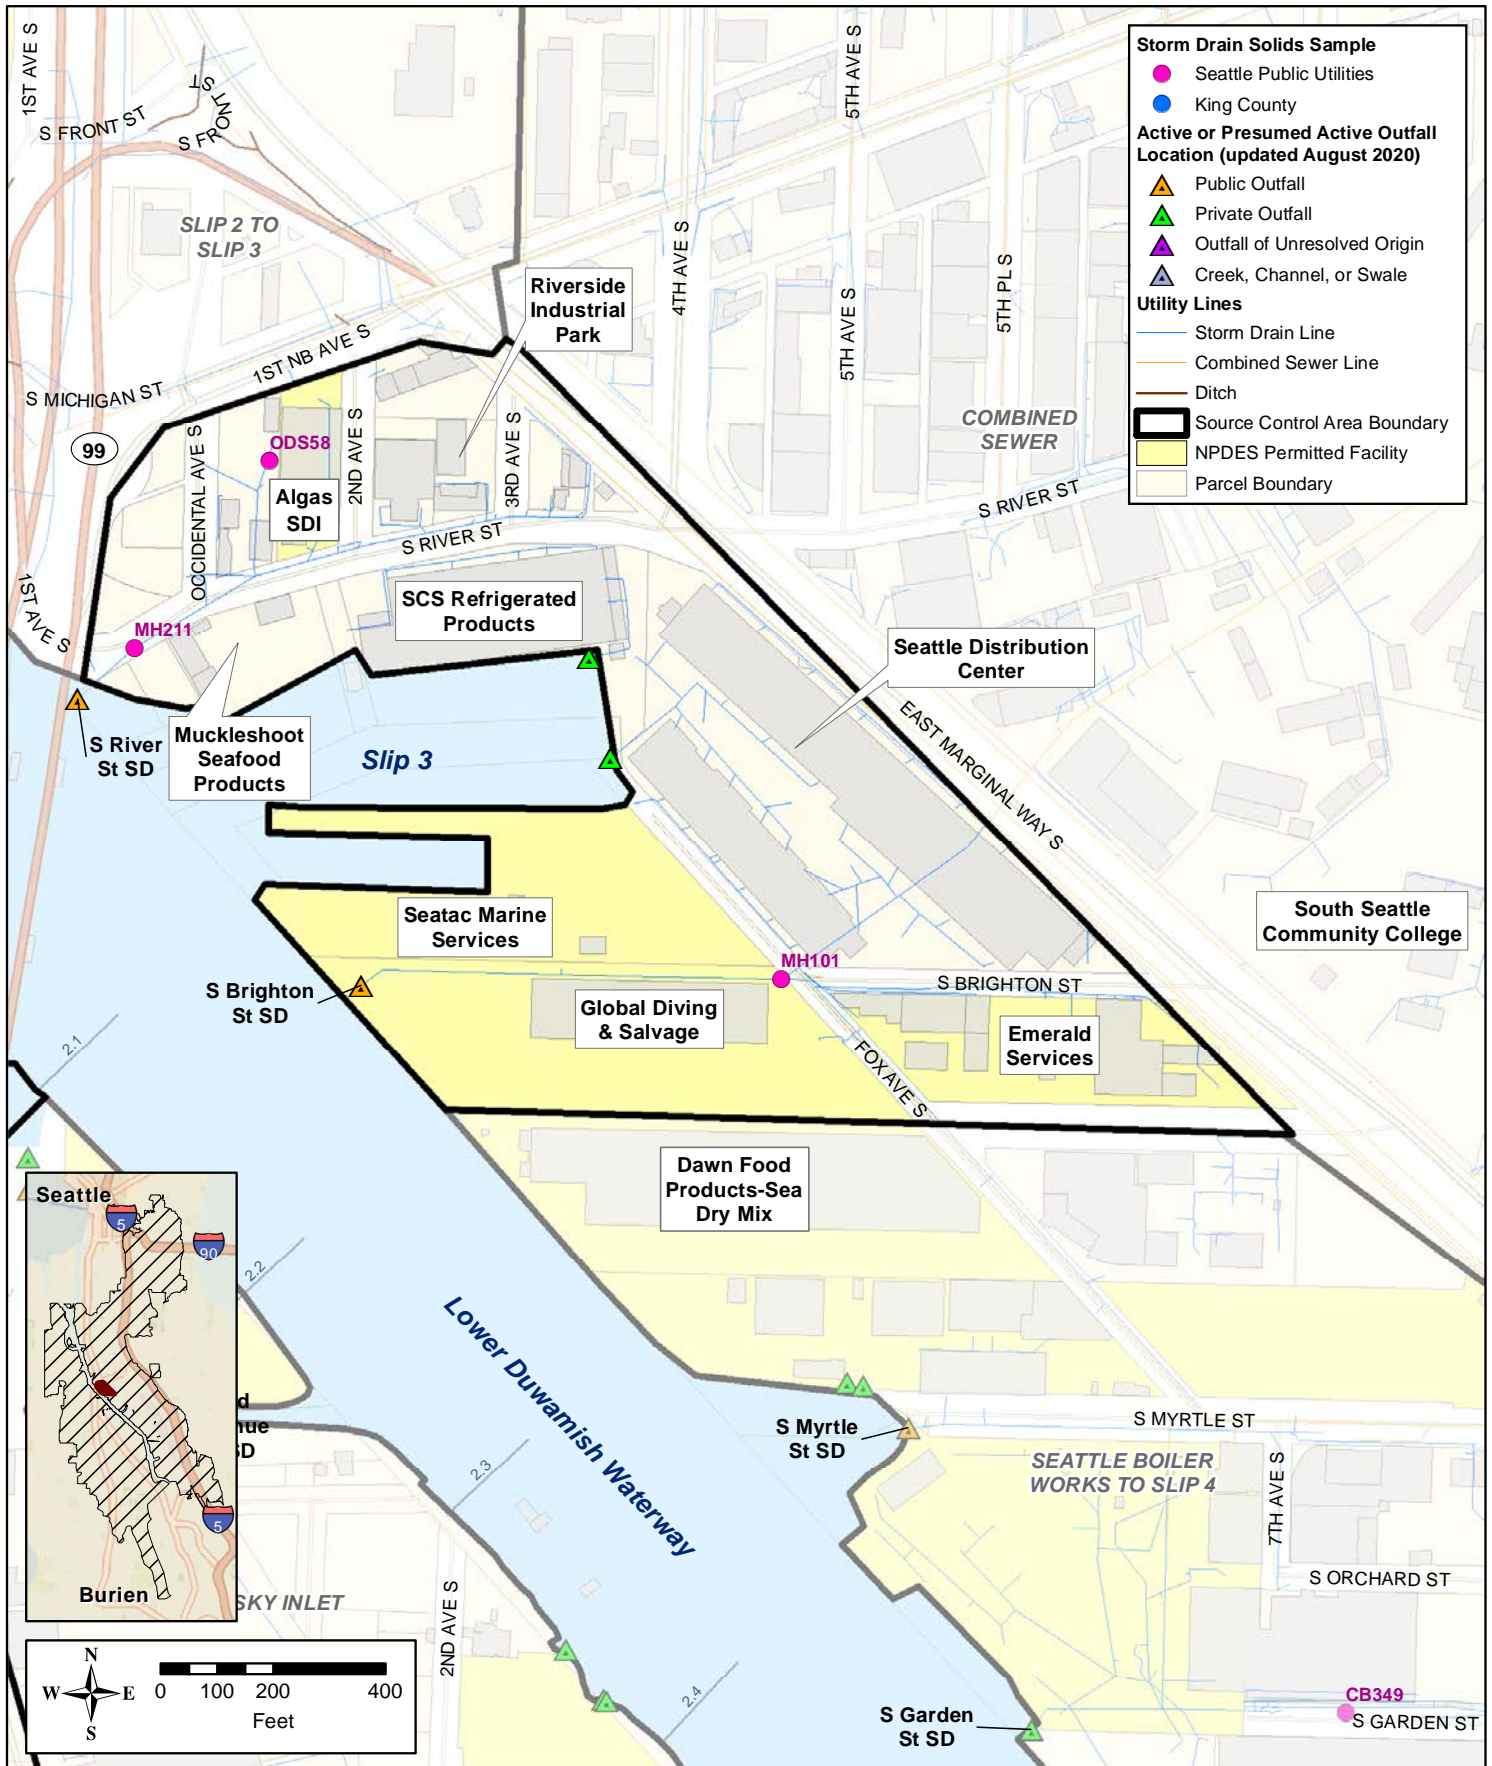 1ST AVE S
S FRONT ST
S FRONT ST
5TH AVE S
SLIP 2 TO
SLIP 3
4TH AVE S
5TH AVE S
5TH PL S
Riverside
Industrial
Park
1ST NB AVE S
S MICHIGAN ST
99
COMBINED
SEWER
ODS58
OCCIDENTAL AVE S
2ND AVE S
3RD AVE S
Algas
SDI
S RIVER ST
S RIVER ST
1ST AVE S
MH211
SCS Refrigerated
Products
Seattle Distribution
Center
S River
St SD
Muckleshoot
Seafood
Products
Slip 3
EAST MARGINAL WAY S
Seatac Marine
Services
South Seattle
Community College
MH101
S BRIGHTON ST
S Brighton
St SD
Global Diving
& Salvage
Emerald
Services
FOX AVE S
2.1
Dawn Food
Products-Sea
Dry Mix
2.2
Lower Duwamish Waterway
S Myrtle
St SD
S MYRTLE ST
SEATTLE BOILER
WORKS TO SLIP 4
7TH AVE S
2.3
d
nue
SD
S ORCHARD ST
SKY INLET
2ND AVE S
2.4
S Garden
St SD
CB349
S GARDEN ST
Storm Drain Solids Sample
Seattle Public Utilities
King County
Active or Presumed Active Outfall
Location (updated August 2020)
Public Outfall
Private Outfall
Outfall of Unresolved Origin
Creek, Channel, or Swale
Utility Lines
Storm Drain Line
Combined Sewer Line
Ditch
Source Control Area Boundary
NPDES Permitted Facility
Parcel Boundary
Seattle
5
90
5
Burien
N
W E
S
0 100 200 400
Feet